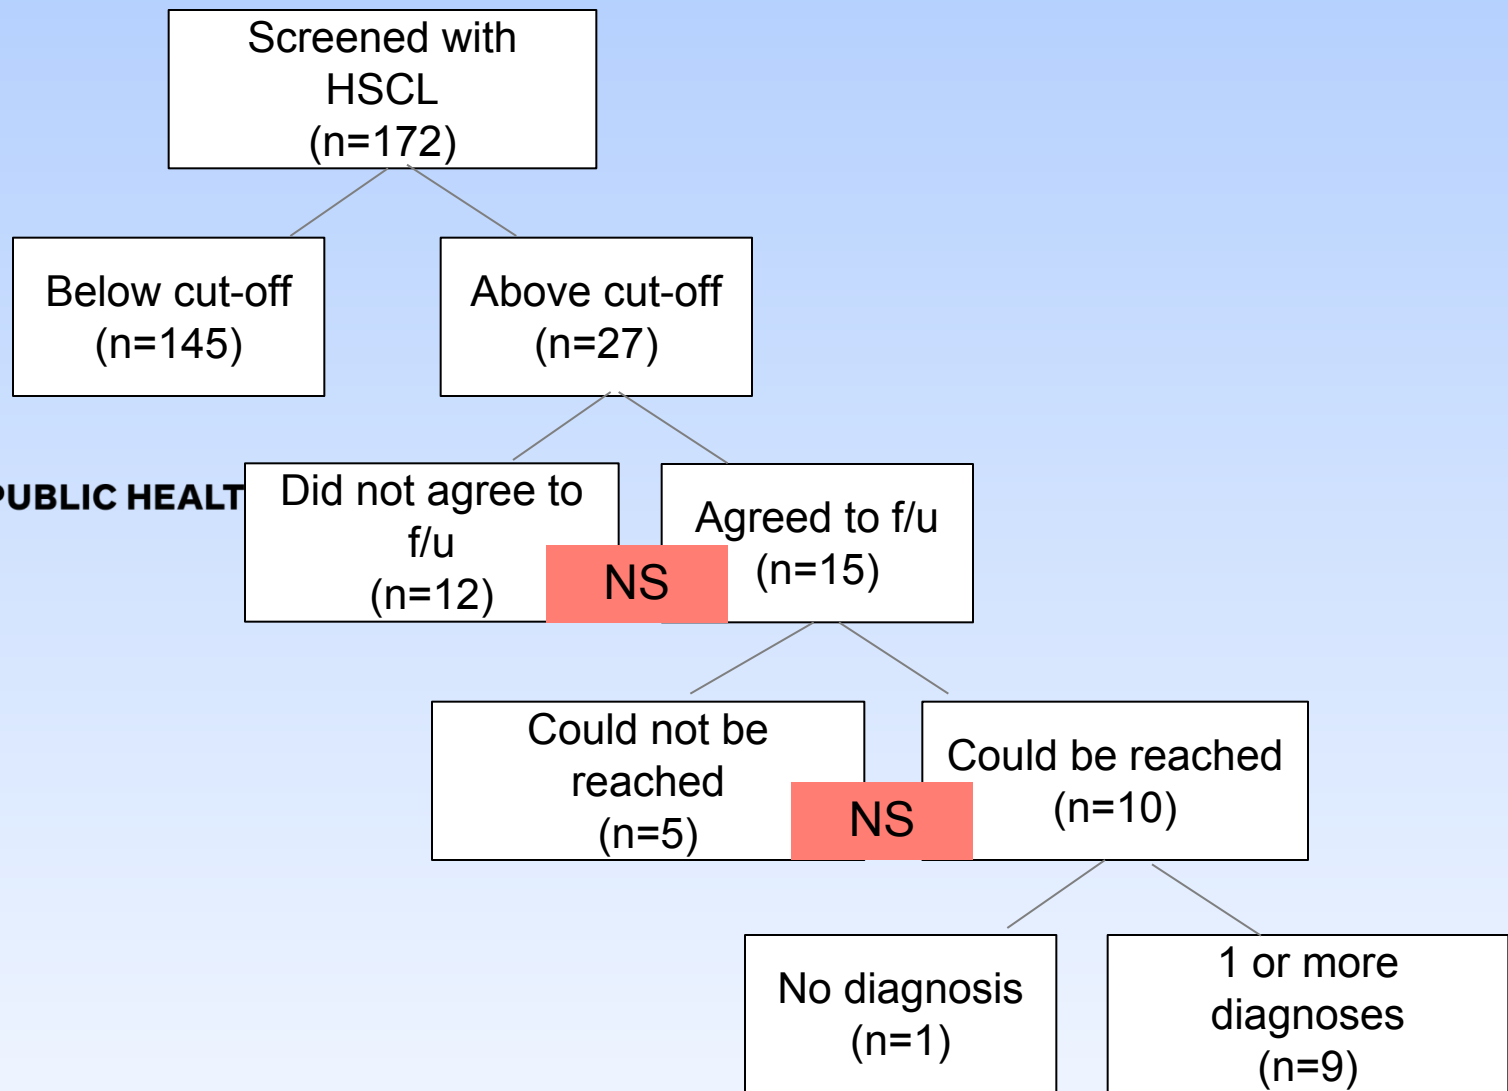 Screened with
HSCL
(n=172)
Below cut-off
(n=145)
Above cut-off
(n=27)
PUBLIC HEALT
Did not agree to
f/u
(n=12)
NS
Agreed to f/u
(n=15)
Could not be
reached
(n=5)
NS
Could be reached
(n=10)
No diagnosis
(n=1)
1 or more
diagnoses
(n=9)